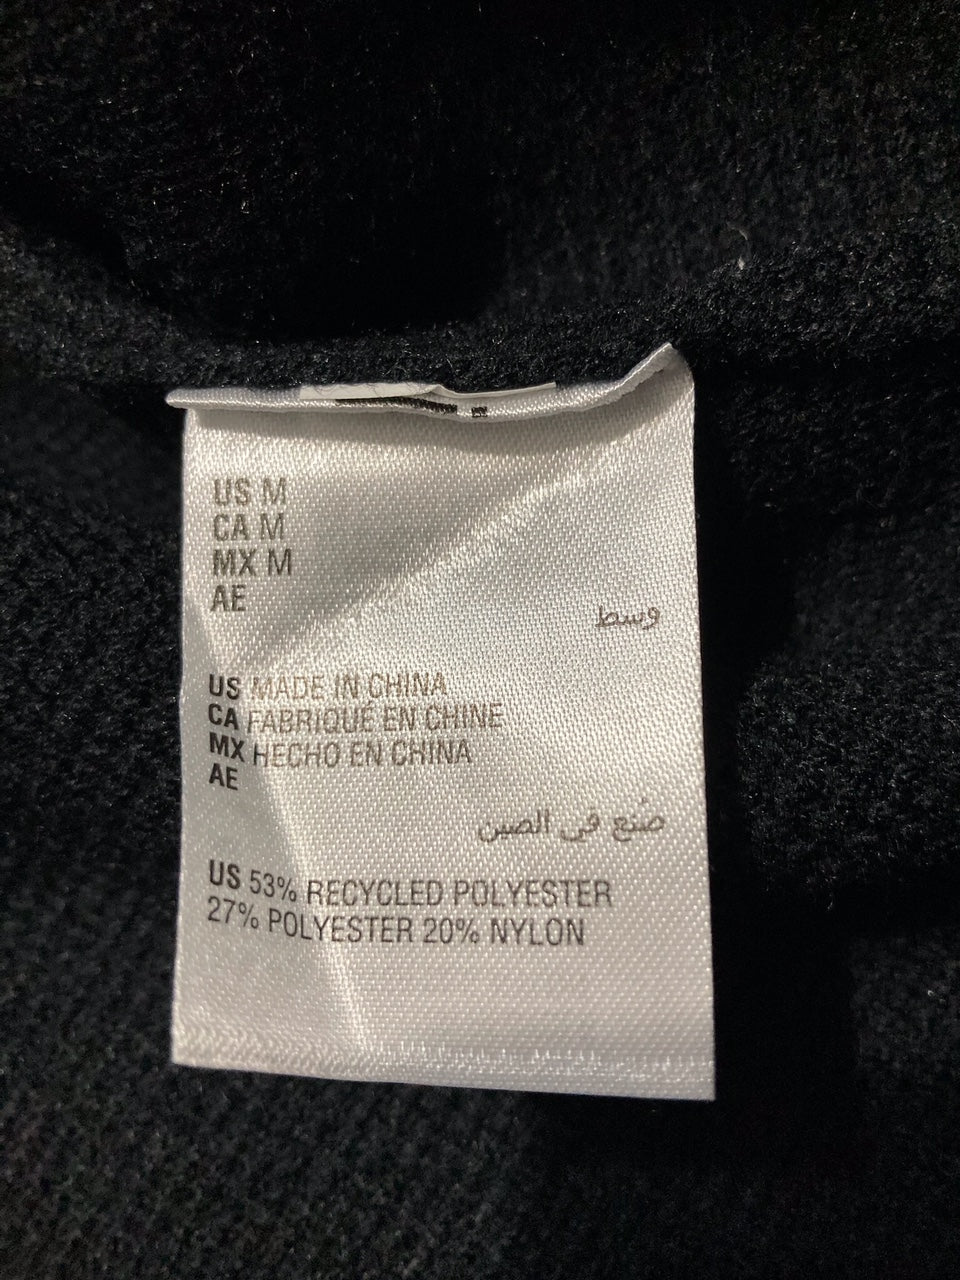 US M
CA M
MX M
AE
وسط
US MADE IN CHINA
CA FABRIQUÉ EN CHINE
MX HECHO EN CHINA
AE
صُنع في الصين
US 53% RECYCLED POLYESTER
27% POLYESTER 20% NYLON